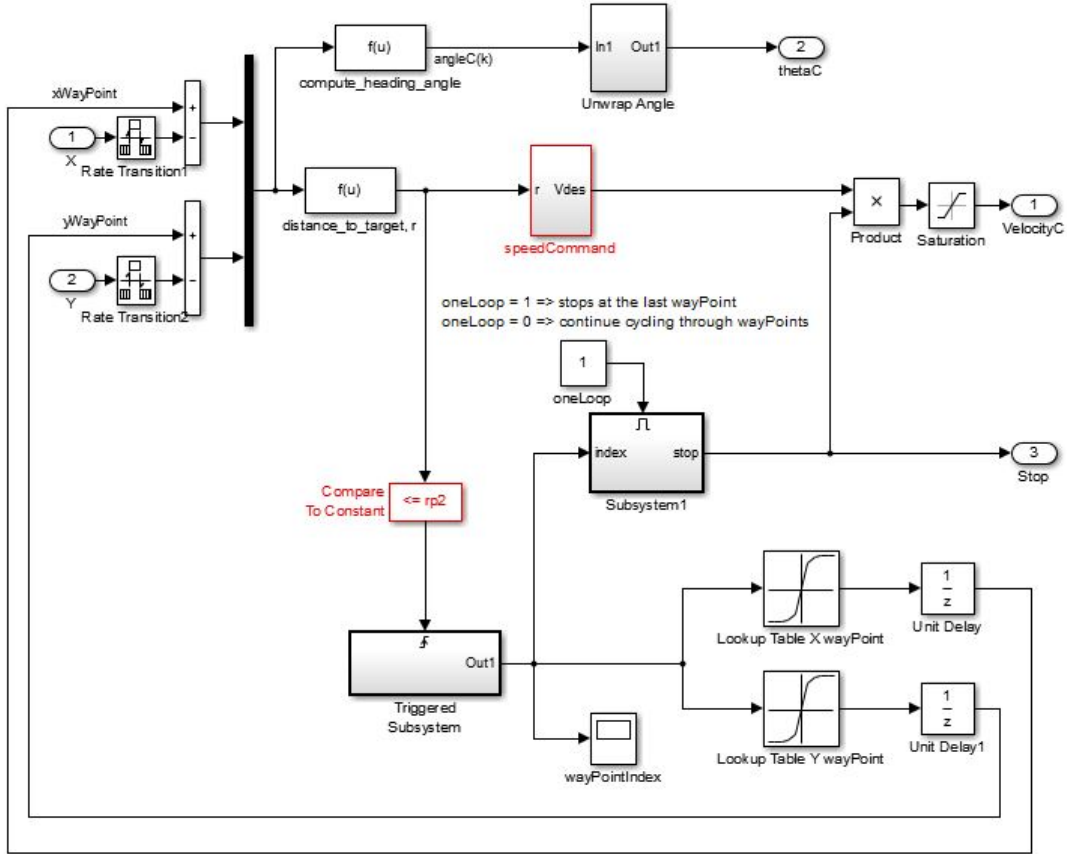 f(u)
angleC(k)
compute_heading_angle
In1
Out1
Unwrap Angle
2
thetaC
xWayPoint
+
−
1
X
Rate Transition1
yWayPoint
+
−
2
Y
Rate Transition2
f(u)
distance_to_target, r
r
Vdes
speedCommand
×
Product
Saturation
1
VelocityC
oneLoop = 1 => stops at the last wayPoint
oneLoop = 0 => continue cycling through wayPoints
1
oneLoop
index
stop
Subsystem1
3
Stop
Compare
To Constant
<= rp2
Out1
Triggered
Subsystem
wayPointIndex
Lookup Table X wayPoint
1
z
Unit Delay
Lookup Table Y wayPoint
1
z
Unit Delay1